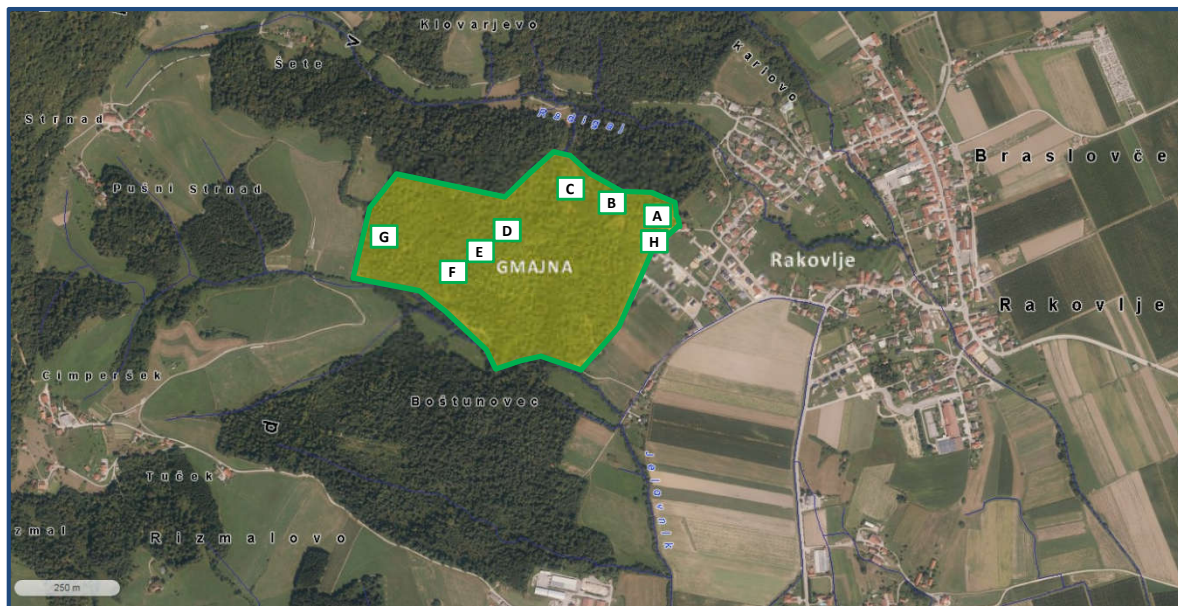 Klovarjevo
Šete
Karlovo
Strnad
Rodigaj
Braslovče
Pušni Strnad
C
B
A
G
D
H
E
Rakovlje
F
GMAJNA
Rakovlje
Cimperšek
Boštunovec
Jelovnik
Tuček
zmal
Rizmalovo
250 m